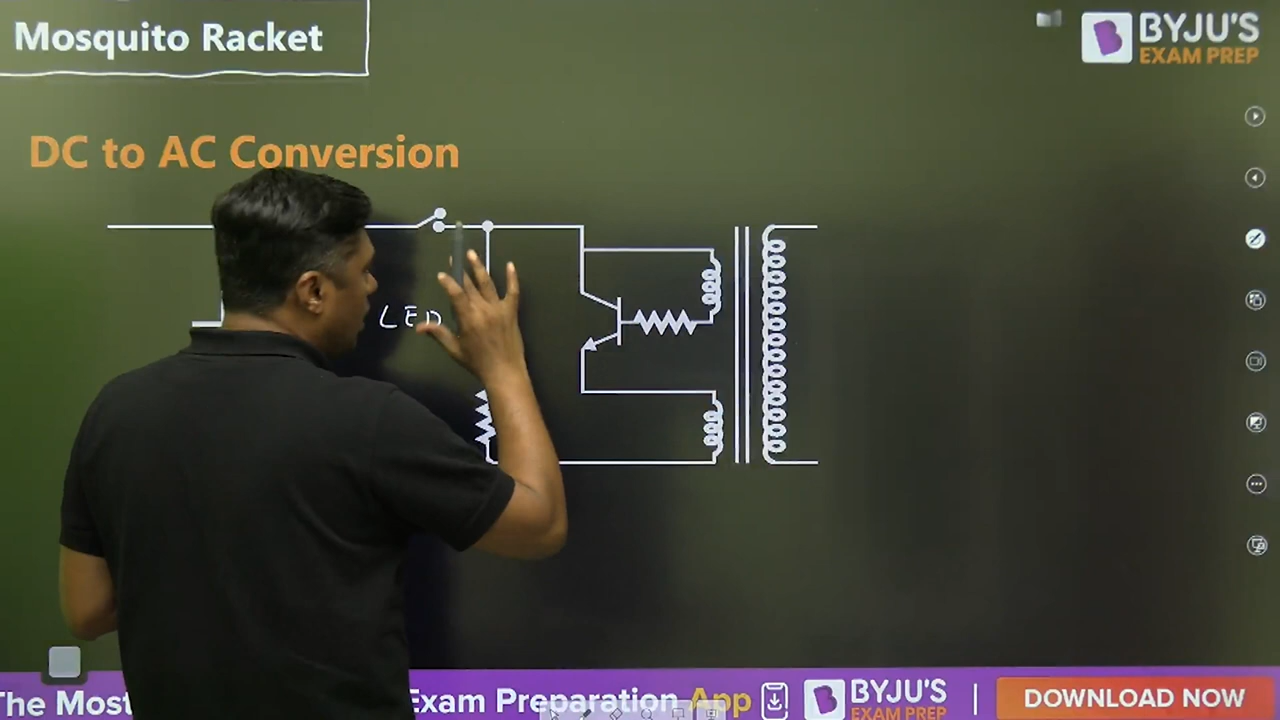 Mosquito Racket
BYJU'S
EXAM PREP
DC to AC Conversion
LED
The Most
Exam Preparation App
BYJU'S
EXAM PREP
DOWNLOAD NOW